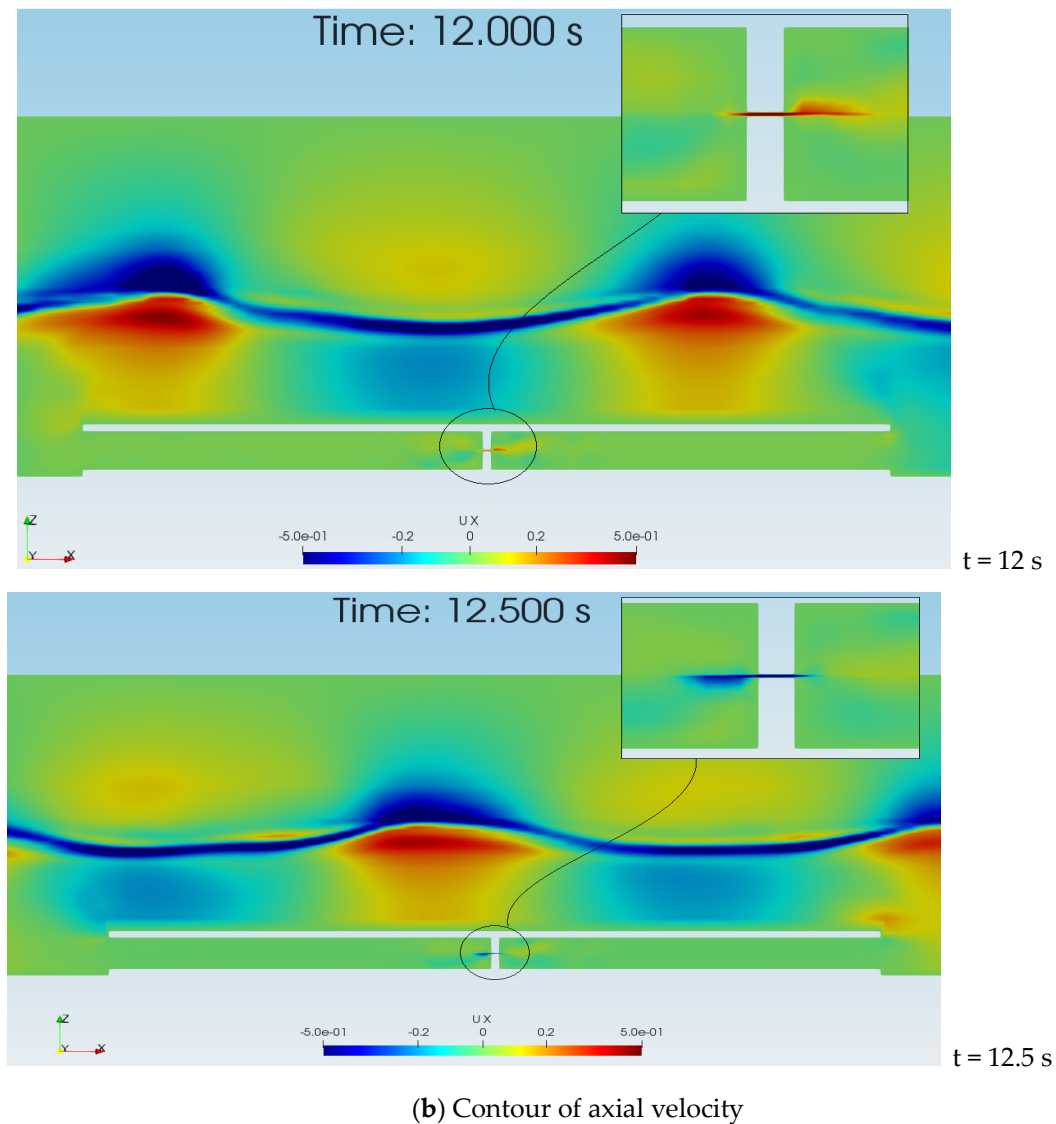 Time: 12.000 s
Z
Y X
U X
-5.0e-01 -0.2 0 0.2 5.0e-01
t = 12 s
Time: 12.500 s
Z
Y X
U X
-5.0e-01 -0.2 0 0.2 5.0e-01
t = 12.5 s
(b) Contour of axial velocity